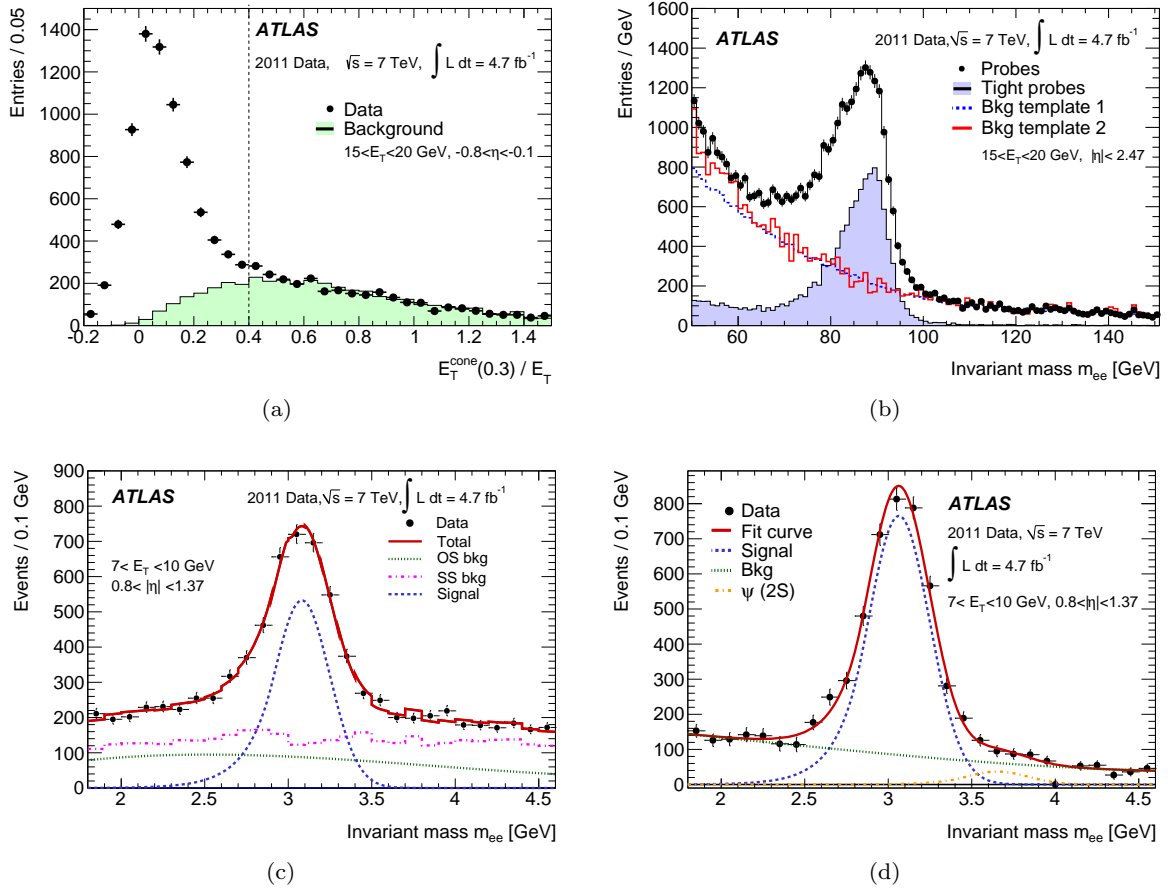 ATLAS
2011 Data, √s = 7 TeV, ∫ L dt = 4.7 fb⁻¹
Data
Background
15<E_T<20 GeV, -0.8<η<-0.1
Entries / 0.05
0
200
400
600
800
1000
1200
1400
-0.2 0 0.2 0.4 0.6 0.8 1 1.2 1.4
E_T^cone(0.3) / E_T
(a)
ATLAS
2011 Data,√s = 7 TeV, ∫ L dt = 4.7 fb⁻¹
Probes
Tight probes
Bkg template 1
Bkg template 2
15<E_T<20 GeV, |η| < 2.47
Entries / GeV
0
200
400
600
800
1000
1200
1400
1600
60 80 100 120 140
Invariant mass m_ee [GeV]
(b)
ATLAS
2011 Data,√s = 7 TeV, ∫ L dt = 4.7 fb⁻¹
Data
Total
OS bkg
SS bkg
Signal
7< E_T <10 GeV
0.8< |η| <1.37
Events / 0.1 GeV
0
100
200
300
400
500
600
700
800
900
2 2.5 3 3.5 4 4.5
Invariant mass m_ee [GeV]
(c)
Data
Fit curve
Signal
Bkg
ψ (2S)
ATLAS
2011 Data, √s = 7 TeV
∫ L dt = 4.7 fb⁻¹
7< E_T <10 GeV, 0.8<|η|<1.37
Events / 0.1 GeV
0
100
200
300
400
500
600
700
800
2 2.5 3 3.5 4 4.5
Invariant mass m_ee [GeV]
(d)